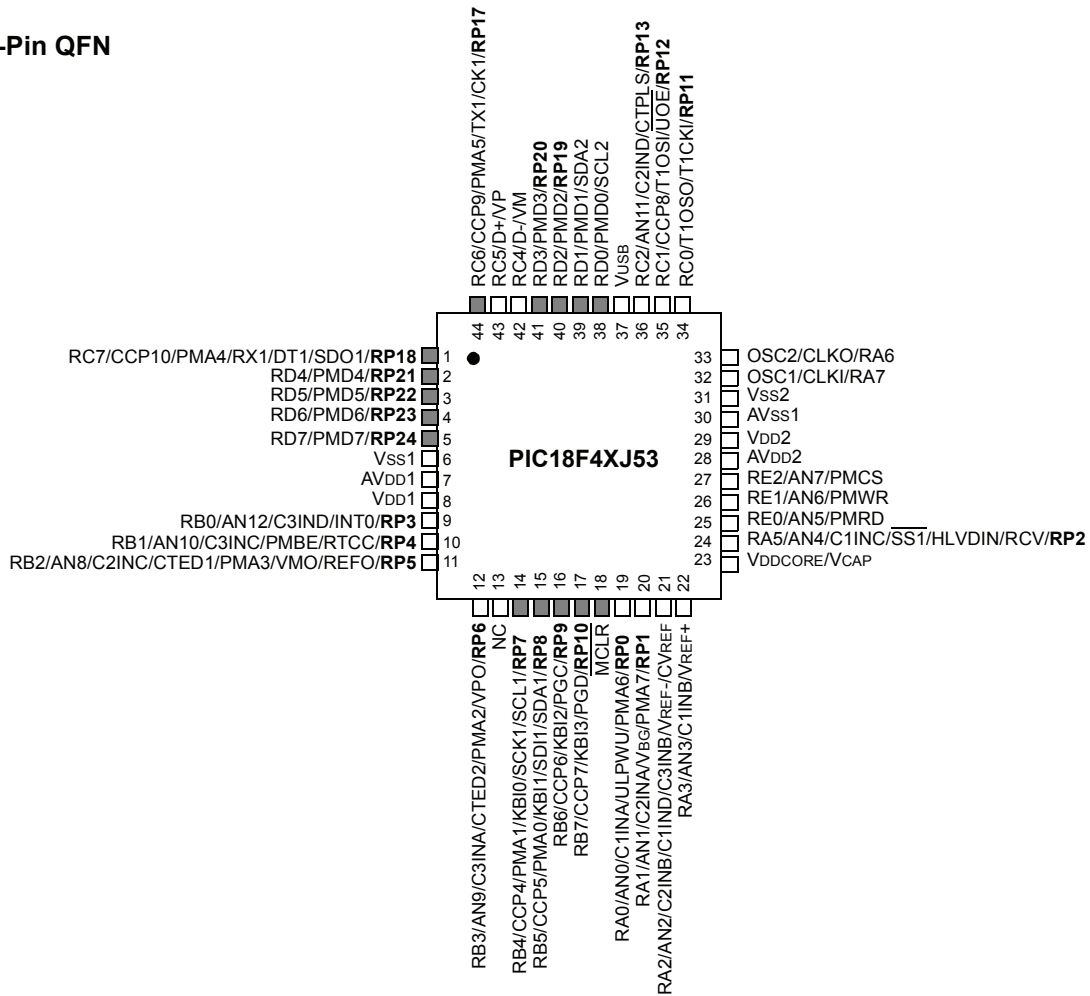 -Pin QFN
RC6/CCP9/PMA5/TX1/CK1/RP17
RC5/D+/VP
RC4/D-/VM
RD3/PMD3/RP20
RD2/PMD2/RP19
RD1/PMD1/SDA2
RD0/PMD0/SCL2
VUSB
RC2/AN11/C2IND/CTPLS/RP13
RC1/CCP8/T1OSI/UOE/RP12
RC0/T1OSO/T1CKI/RP11
44
43
42
41
40
39
38
37
36
35
34
RC7/CCP10/PMA4/RX1/DT1/SDO1/RP18 1
RD4/PMD4/RP21 2
RD5/PMD5/RP22 3
RD6/PMD6/RP23 4
RD7/PMD7/RP24 5
VSS1 6
AVDD1 7
VDD1 8
RB0/AN12/C3IND/INT0/RP3 9
RB1/AN10/C3INC/PMBE/RTCC/RP4 10
RB2/AN8/C2INC/CTED1/PMA3/VMO/REFO/RP5 11
PIC18F4XJ53
33 OSC2/CLKO/RA6
32 OSC1/CLKI/RA7
31 VSS2
30 AVSS1
29 VDD2
28 AVDD2
27 RE2/AN7/PMCS
26 RE1/AN6/PMWR
25 RE0/AN5/PMRD
24 RA5/AN4/C1INC/SS1/HLVDIN/RCV/RP2
23 VDDCORE/VCAP
12
13
14
15
16
17
18
19
20
21
22
RB3/AN9/C3INA/CTED2/PMA2/VPO/RP6
NC
RB4/CCP4/PMA1/KBI0/SCK1/SCL1/RP7
RB5/CCP5/PMA0/KBI1/SDI1/SDA1/RP8
RB6/CCP6/KBI2/PGC/RP9
RB7/CCP7/KBI3/PGD/RP10
MCLR
RA0/AN0/C1INA/ULPWU/PMA6/RP0
RA1/AN1/C2INA/VBG/PMA7/RP1
RA2/AN2/C2INB/C1IND/C3INB/VREF-/CVREF
RA3/AN3/C1INB/VREF+